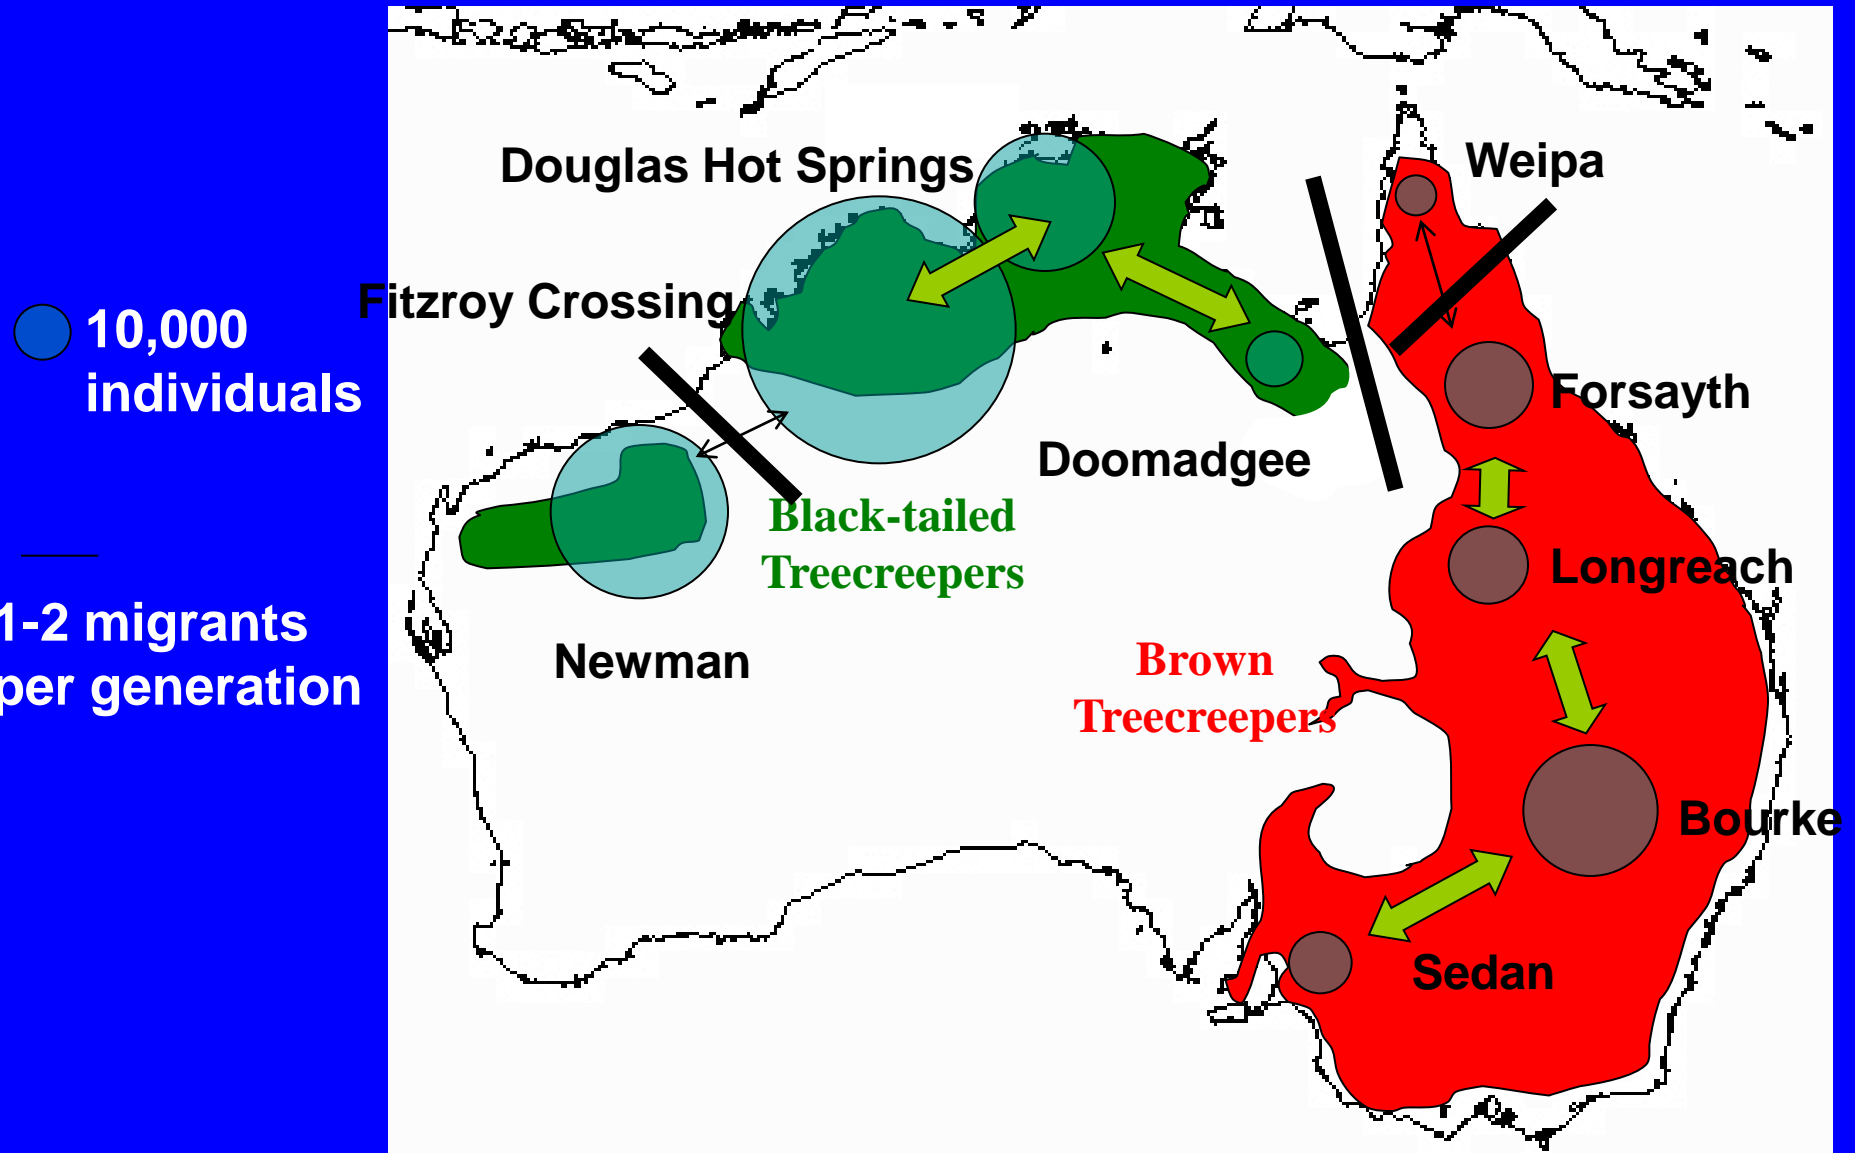 Douglas Hot Springs
Weipa
Fitzroy Crossing
10,000
individuals
Forsayth
Doomadgee
Black-tailed
Treecreepers
Longreach
1-2 migrants
per generation
Newman
Brown
Treecreepers
Bourke
Sedan